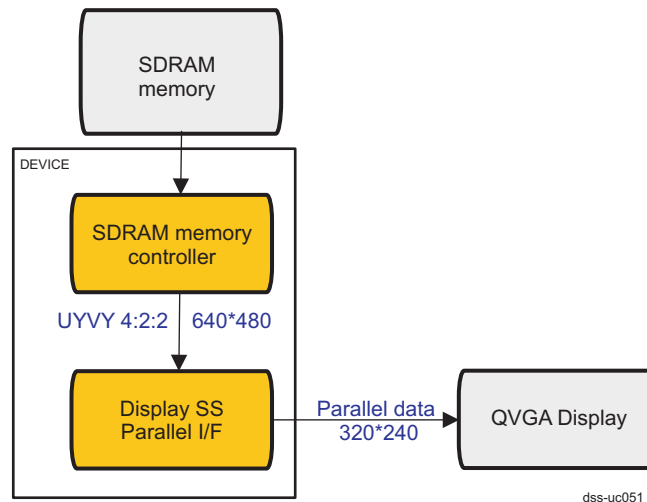 SDRAM
memory
DEVICE
SDRAM memory
controller
UYVY 4:2:2 640*480
Display SS
Parallel I/F
Parallel data
320*240
QVGA Display
dss-uc051